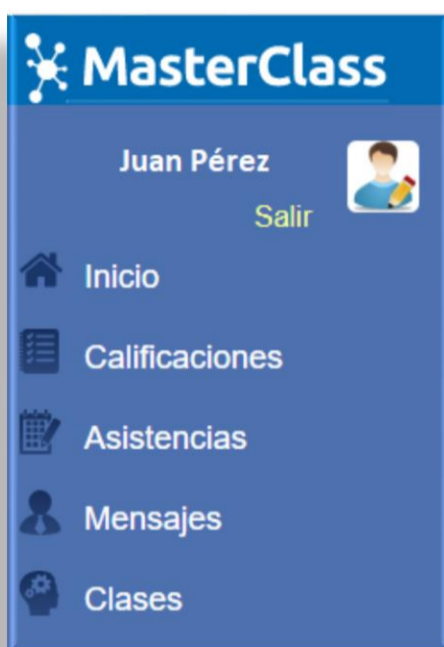 MasterClass
Juan Pérez
Salir
Inicio
Calificaciones
Asistencias
Mensajes
Clases